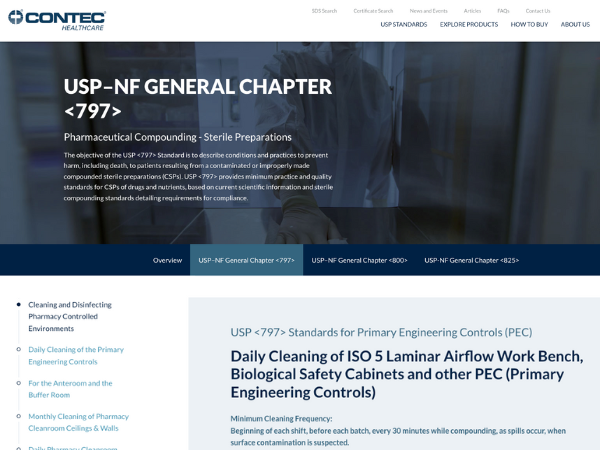 CONTEC
HEALTHCARE
SDS Search Certificate Search News and Events Articles FAQs Contact Us
USP STANDARDS EXPLORE PRODUCTS HOW TO BUY ABOUT US
USP–NF GENERAL CHAPTER
<797>
Pharmaceutical Compounding - Sterile Preparations
The objective of the USP <797> Standard is to describe conditions and practices to prevent
harm, including death, to patients resulting from a contaminated or improperly made
compounded sterile preparations (CSPs). USP <797> provides minimum practice and quality
standards for CSPs of drugs and nutrients, based on current scientific information and sterile
compounding standards detailing requirements for compliance.
Overview USP–NF General Chapter <797> USP–NF General Chapter <800> USP-NF General Chapter <825>
Cleaning and Disinfecting
Pharmacy Controlled
Environments
Daily Cleaning of the Primary
Engineering Controls
For the Anteroom and the
Buffer Room
Monthly Cleaning of Pharmacy
Cleanroom Ceilings & Walls
Daily Pharmacy Cleanroom
USP <797> Standards for Primary Engineering Controls (PEC)
Daily Cleaning of ISO 5 Laminar Airflow Work Bench,
Biological Safety Cabinets and other PEC (Primary
Engineering Controls)
Minimum Cleaning Frequency:
Beginning of each shift, before each batch, every 30 minutes while compounding, as spills occur, when
surface contamination is suspected.